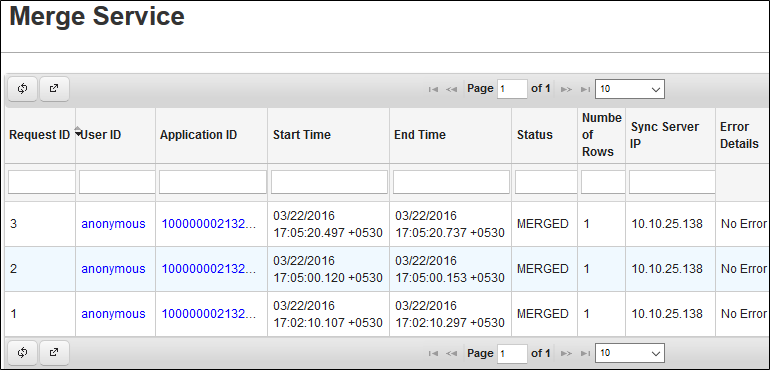 Merge Service
Page 1 of 1 10
Request ID User ID Application ID Start Time End Time Status Numbe of Rows Sync Server IP Error Details
3 anonymous 100000002132... 03/22/2016 17:05:20.497 +0530 03/22/2016 17:05:20.737 +0530 MERGED 1 10.10.25.138 No Error
2 anonymous 100000002132... 03/22/2016 17:05:00.120 +0530 03/22/2016 17:05:00.153 +0530 MERGED 1 10.10.25.138 No Error
1 anonymous 100000002132... 03/22/2016 17:02:10.107 +0530 03/22/2016 17:02:10.297 +0530 MERGED 1 10.10.25.138 No Error
Page 1 of 1 10